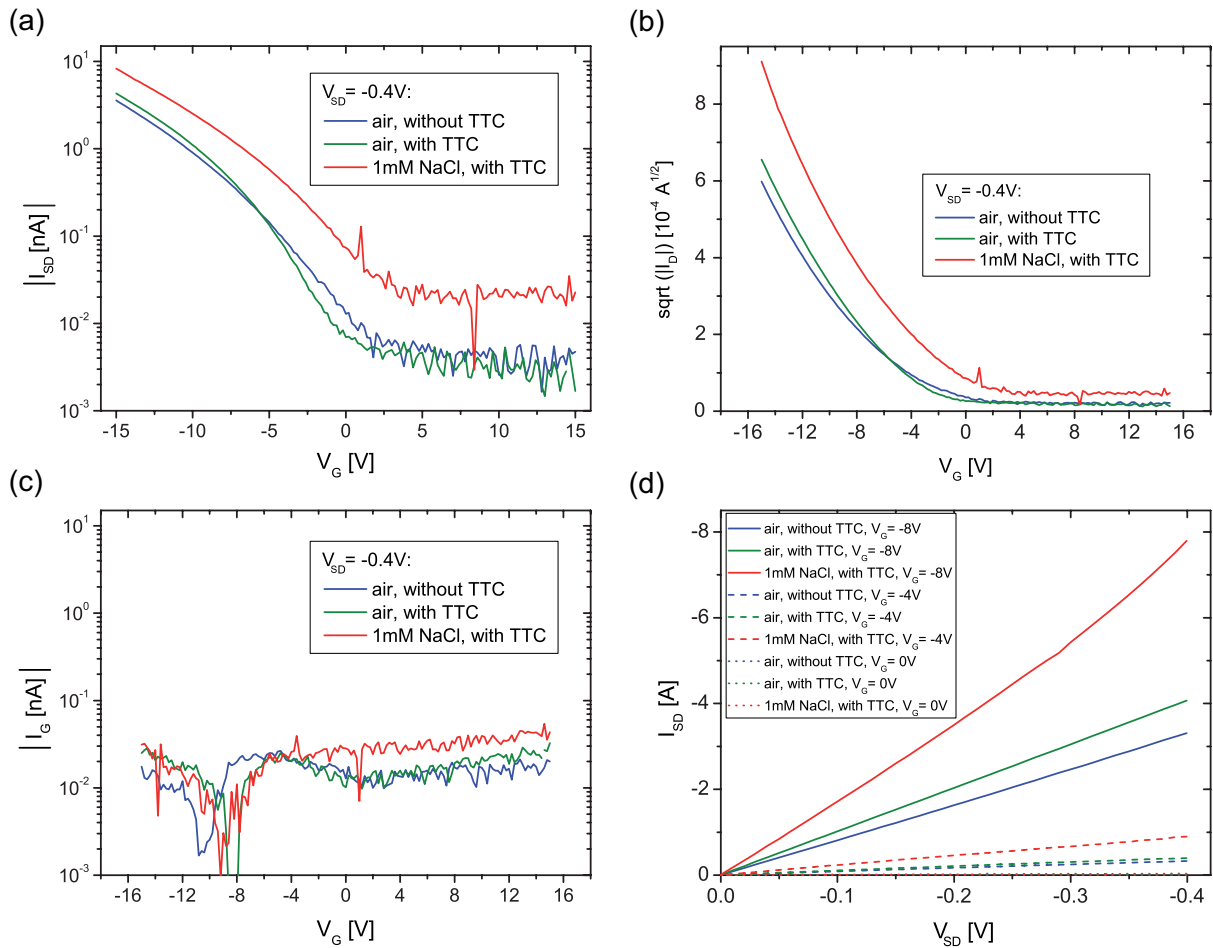 (a)
10^1
10^0
10^-1
10^-2
10^-3
-15 -10 -5 0 5 10 15
V_G [V]
|I_SD [nA]|
V_SD= -0.4V:
air, without TTC
air, with TTC
1mM NaCl, with TTC
(b)
8
6
4
2
0
-16 -12 -8 -4 0 4 8 12 16
V_G [V]
sqrt (|I_D|) [10^-4 A^1/2]
V_SD= -0.4V:
air, without TTC
air, with TTC
1mM NaCl, with TTC
(c)
10^1
10^0
10^-1
10^-2
10^-3
-16 -12 -8 -4 0 4 8 12 16
V_G [V]
|I_G [nA]|
V_SD= -0.4V:
air, without TTC
air, with TTC
1mM NaCl, with TTC
(d)
-8
-6
-4
-2
0
0.0 -0.1 -0.2 -0.3 -0.4
V_SD [V]
I_SD [A]
air, without TTC, V_G= -8V
air, with TTC, V_G= -8V
1mM NaCl, with TTC, V_G= -8V
air, without TTC, V_G= -4V
air, with TTC, V_G= -4V
1mM NaCl, with TTC, V_G= -4V
air, without TTC, V_G= 0V
air, with TTC, V_G= 0V
1mM NaCl, with TTC, V_G= 0V